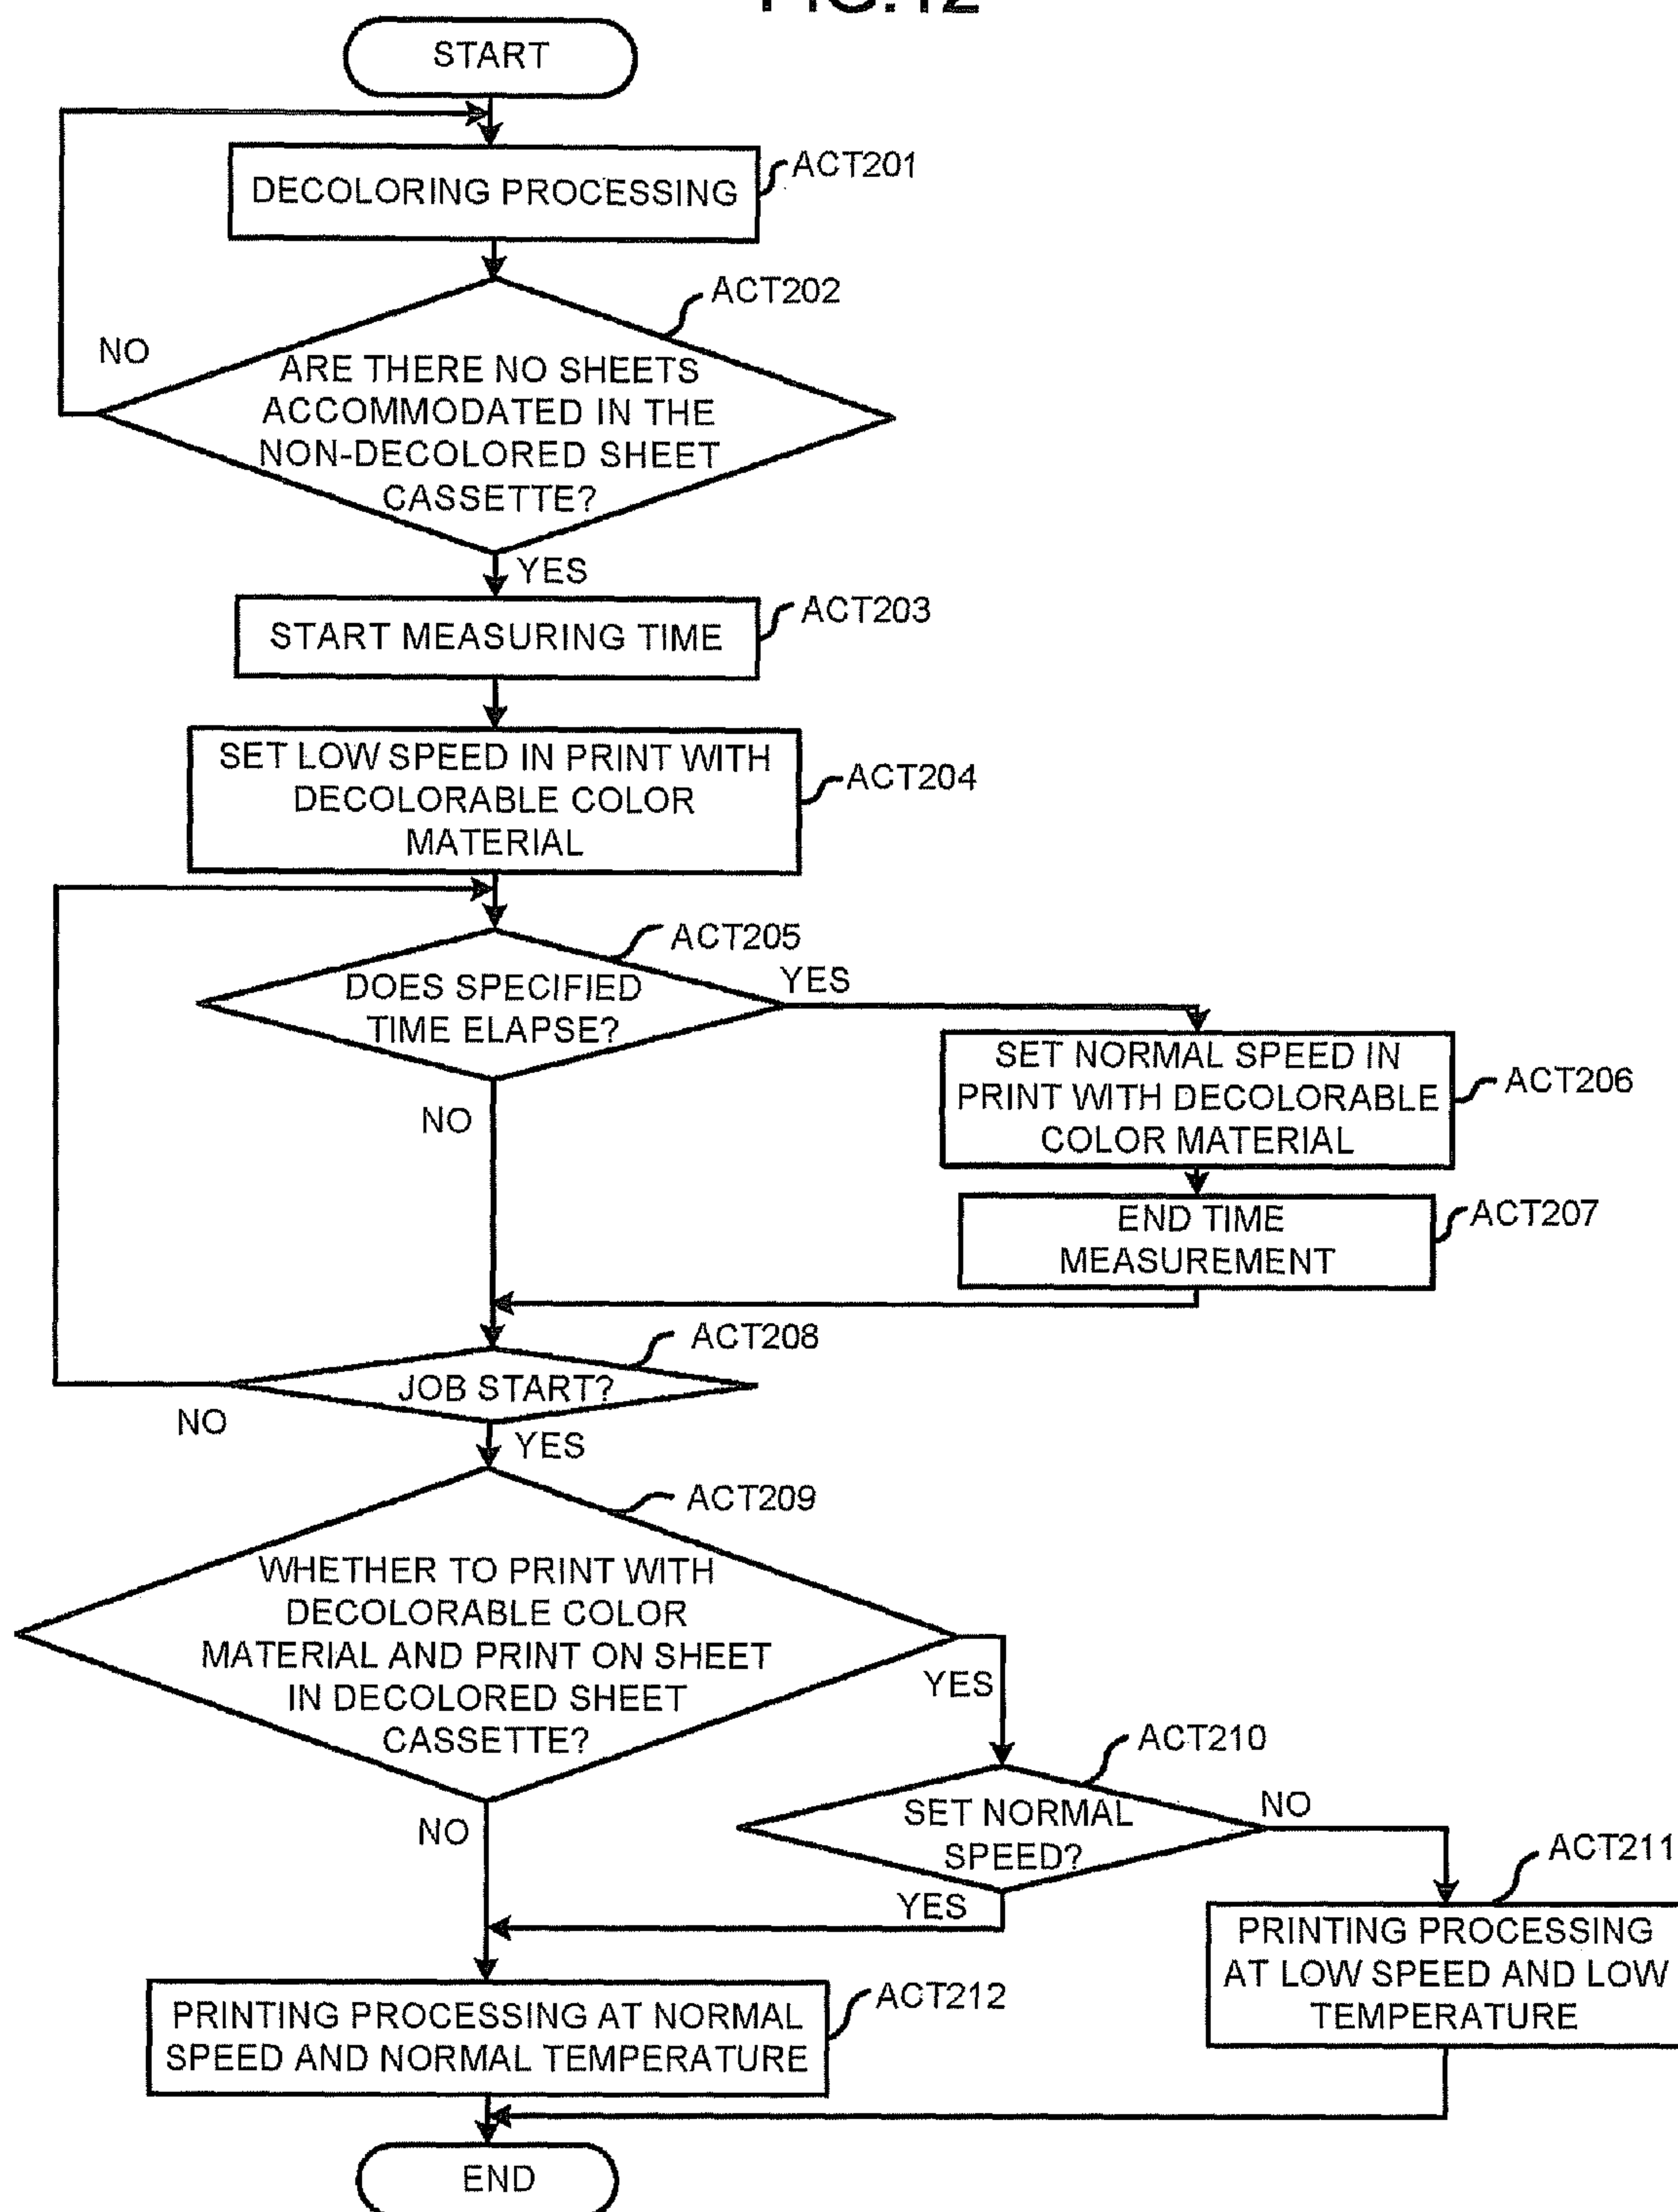 FIG.12
START
DECOLORING PROCESSING
ACT201
ACT202
NO
ARE THERE NO SHEETS
ACCOMMODATED IN THE
NON-DECOLORED SHEET
CASSETTE?
YES
START MEASURING TIME
ACT203
SET LOW SPEED IN PRINT WITH
DECOLORABLE COLOR
MATERIAL
ACT204
ACT205
DOES SPECIFIED
TIME ELAPSE?
YES
NO
SET NORMAL SPEED IN
PRINT WITH DECOLORABLE
COLOR MATERIAL
ACT206
END TIME
MEASUREMENT
ACT207
ACT208
JOB START?
NO
YES
ACT209
WHETHER TO PRINT WITH
DECOLORABLE COLOR
MATERIAL AND PRINT ON SHEET
IN DECOLORED SHEET
CASSETTE?
YES
NO
ACT210
SET NORMAL
SPEED?
NO
YES
ACT211
PRINTING PROCESSING
AT LOW SPEED AND LOW
TEMPERATURE
PRINTING PROCESSING AT NORMAL
SPEED AND NORMAL TEMPERATURE
ACT212
END